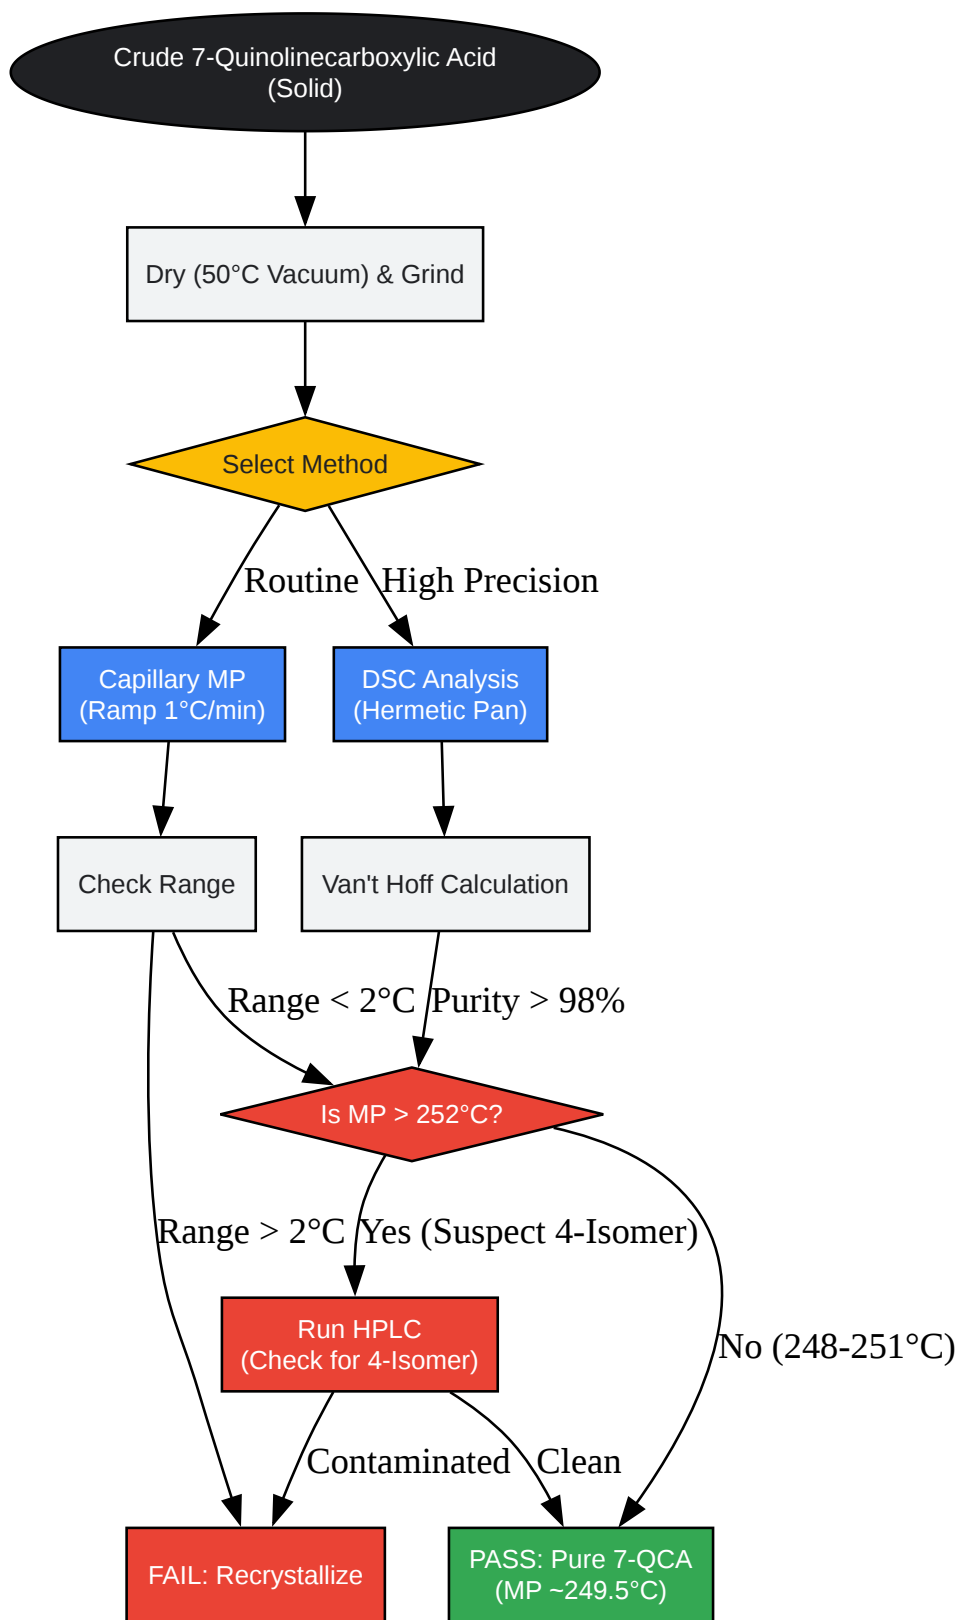 Crude 7-Quinolinecarboxylic Acid
(Solid)
Dry (50°C Vacuum) & Grind
Select Method
Routine
High Precision
Capillary MP
(Ramp 1°C/min)
DSC Analysis
(Hermetic Pan)
Check Range
Van't Hoff Calculation
Range < 2°C
Purity > 98%
Is MP > 252°C?
Range > 2°C
Yes (Suspect 4-Isomer)
Run HPLC
(Check for 4-Isomer)
No (248-251°C)
Contaminated
Clean
FAIL: Recrystallize
PASS: Pure 7-QCA
(MP ~249.5°C)